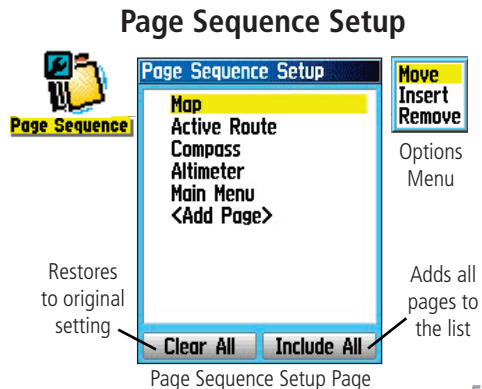 Page Sequence Setup
Page Sequence
Page Sequence Setup
Map
Active Route
Compass
Altimeter
Main Menu
<Add Page>
Clear All
Include All
Move
Insert
Remove
Options
Menu
Restores
to original
setting
Adds all
pages to
the list
Page Sequence Setup Page